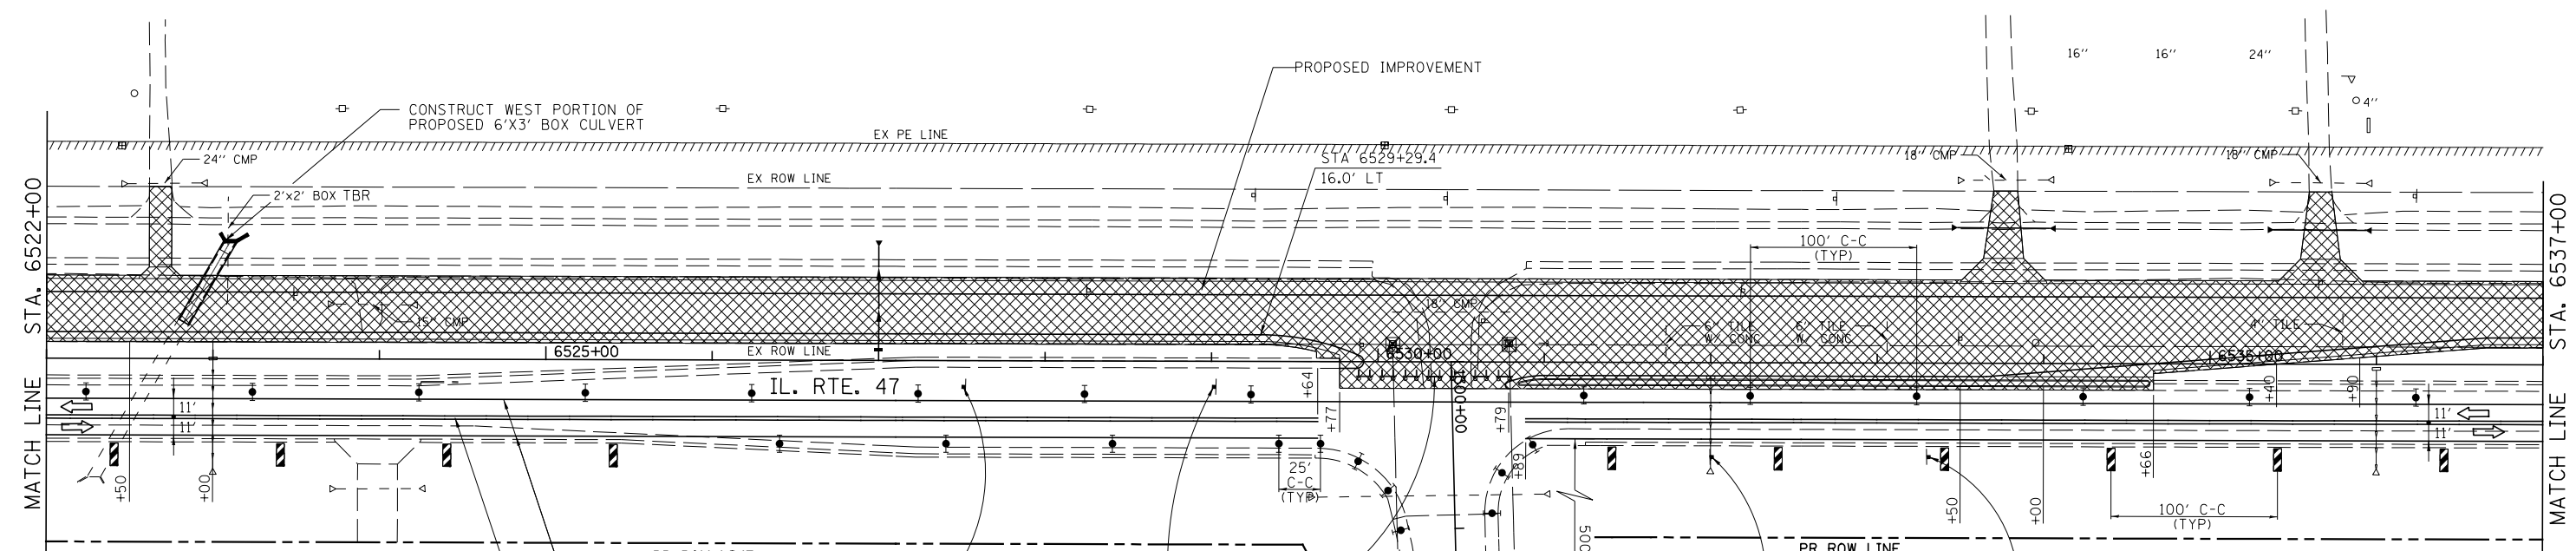 16''
16''
24''
4''
PROPOSED IMPROVEMENT
CONSTRUCT WEST PORTION OF
PROPOSED 6'X3' BOX CULVERT
EX PE LINE
24'' CMP
STA 6529+29.4
16.0' LT
18'' CMP
18'' CMP
EX ROW LINE
2'x2' BOX TBR
100' C-C
(TYP)
MATCH LINE STA. 6522+00
MATCH LINE STA. 6537+00
15'' CMP
18' CMP
6'' TILE
W/ CONC
6'' TILE
W/ CONC
4'' TILE
6525+00
EX ROW LINE
6530+00
6535+00
IL. RTE. 47
+64
+77
+79
+40
+90
11'
11'
11'
11'
+50
+00
25'
C-C
(TYP)
+89
+66
+50
+00
100' C-C
(TYP)
PR ROW LINE